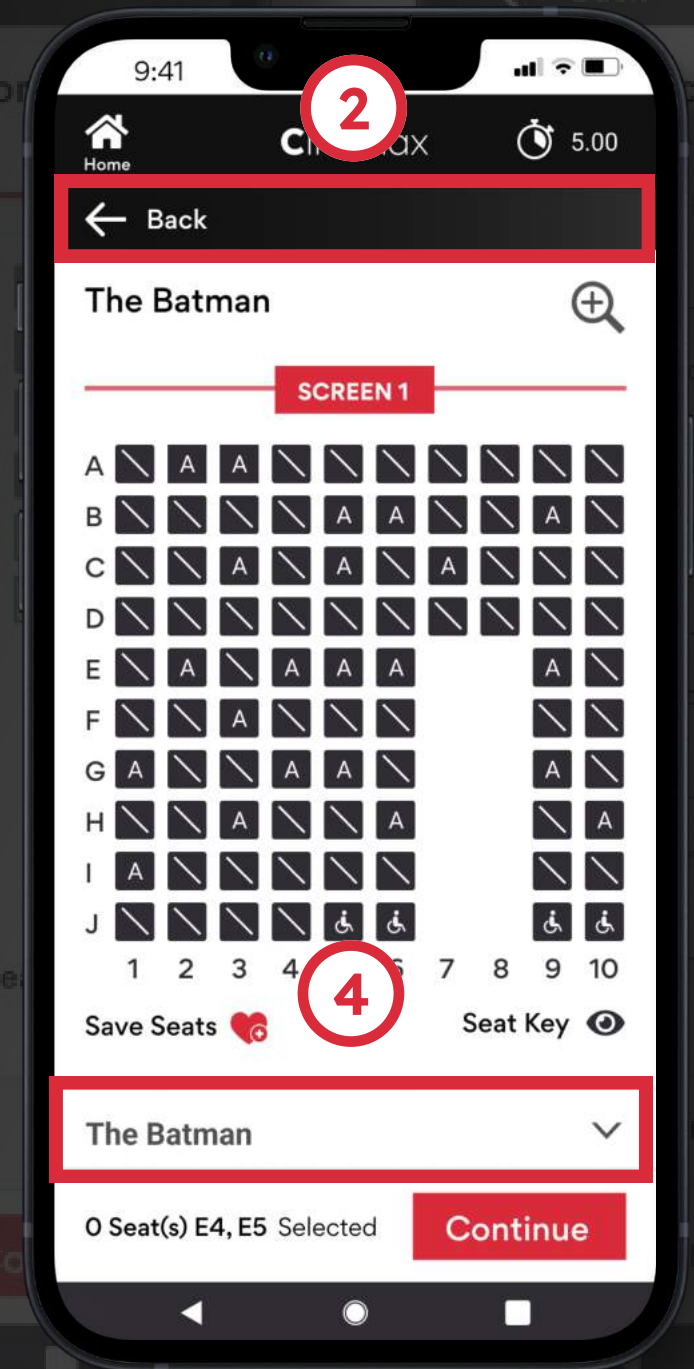 9:41
2
Home
5.00
Back
The Batman
SCREEN 1
A A A
B A A A
C A A A
D
E A A A A A
F A
G A A A A
H A A A
I A
J
1 2 3 4 7 8 9 10
4
Save Seats Seat Key
The Batman
0 Seat(s) E4, E5 Selected Continue